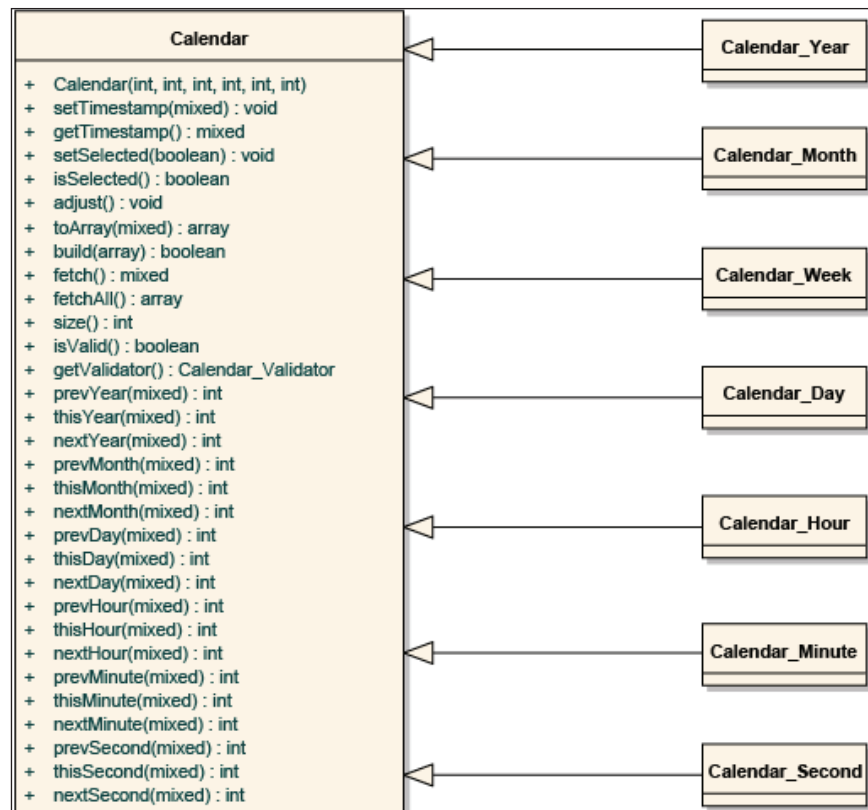 Calendar
+ Calendar(int, int, int, int, int, int)
+ setTimestamp(mixed) : void
+ getTimestamp() : mixed
+ setSelected(boolean) : void
+ isSelected() : boolean
+ adjust() : void
+ toArray(mixed) : array
+ build(array) : boolean
+ fetch() : mixed
+ fetchAll() : array
+ size() : int
+ isValid() : boolean
+ getValidator() : Calendar_Validator
+ prevYear(mixed) : int
+ thisYear(mixed) : int
+ nextYear(mixed) : int
+ prevMonth(mixed) : int
+ thisMonth(mixed) : int
+ nextMonth(mixed) : int
+ prevDay(mixed) : int
+ thisDay(mixed) : int
+ nextDay(mixed) : int
+ prevHour(mixed) : int
+ thisHour(mixed) : int
+ nextHour(mixed) : int
+ prevMinute(mixed) : int
+ thisMinute(mixed) : int
+ nextMinute(mixed) : int
+ prevSecond(mixed) : int
+ thisSecond(mixed) : int
+ nextSecond(mixed) : int
Calendar_Year
Calendar_Month
Calendar_Week
Calendar_Day
Calendar_Hour
Calendar_Minute
Calendar_Second